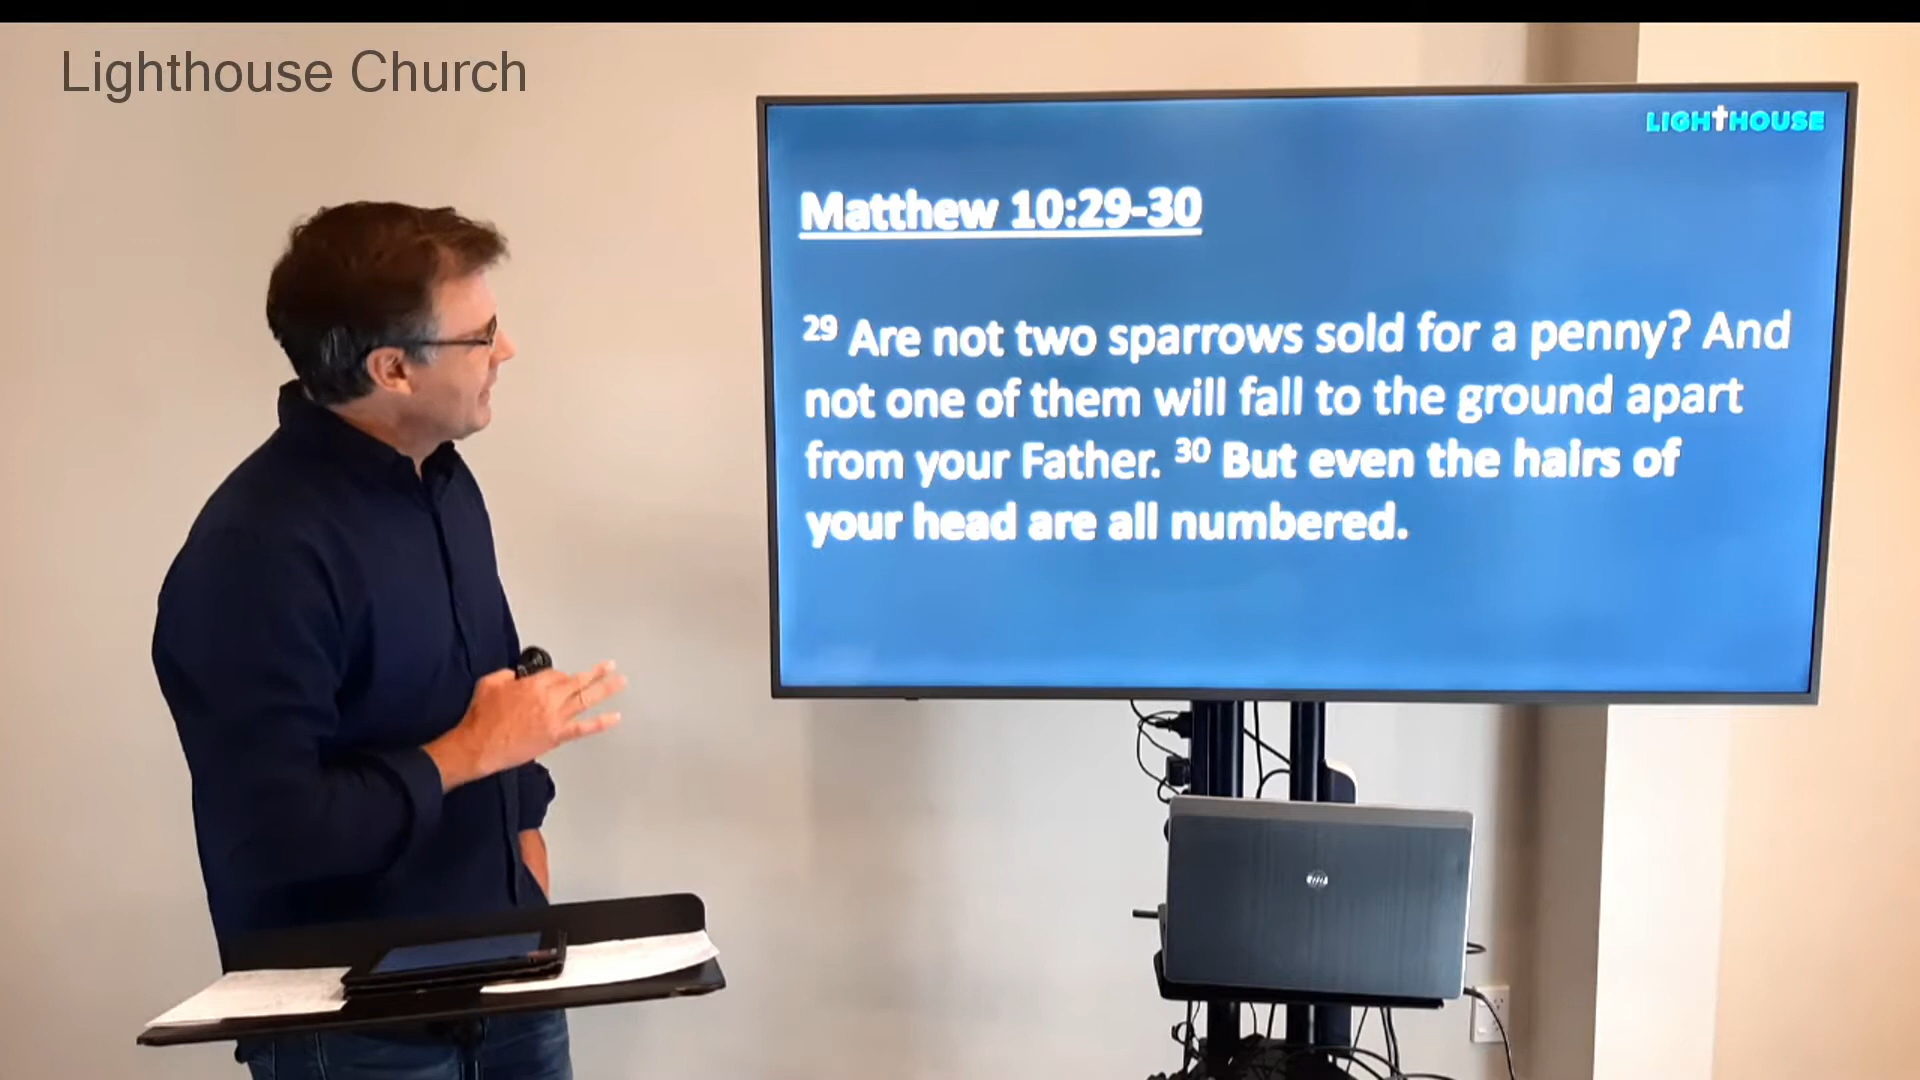 Lighthouse Church
LIGHTHOUSE
Matthew 10:29-30
29 Are not two sparrows sold for a penny? And
not one of them will fall to the ground apart
from your Father. 30 But even the hairs of
your head are all numbered.
hp